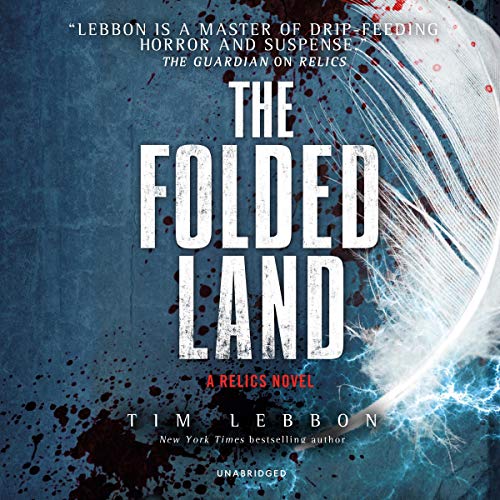 “LEBBON IS A MASTER OF DRIP-FEEDING
HORROR AND SUSPENSE.”
THE GUARDIAN ON RELICS
THE
FOLDED
LAND
A RELICS NOVEL
TIM LEBBON
New York Times bestselling author
UNABRIDGED